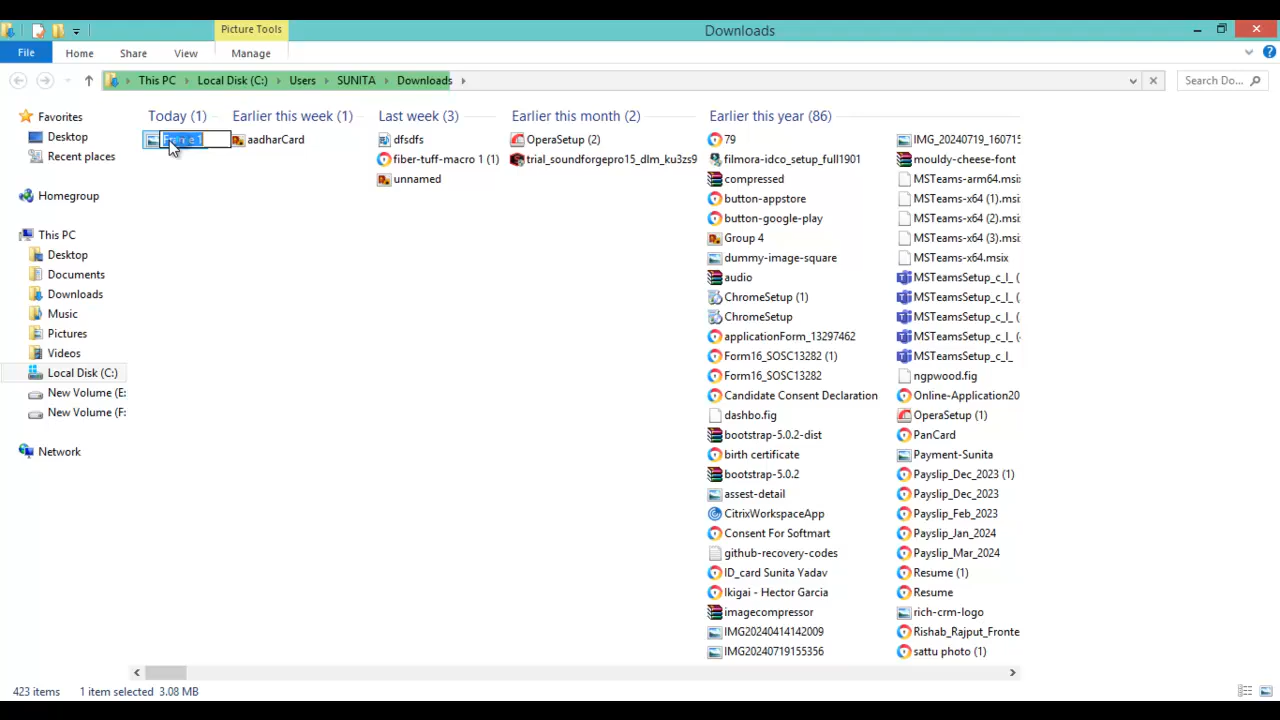 Picture Tools
Downloads
File
Home
Share
View
Manage
This PC
Local Disk (C:)
Users
SUNITA
Downloads
Search Do...
Favorites
Desktop
Recent places
Homegroup
This PC
Desktop
Documents
Downloads
Music
Pictures
Videos
Local Disk (C:)
New Volume (E:
New Volume (F:
Network
Today (1)
Frame 1
Earlier this week (1)
aadharCard
Last week (3)
dfsdfs
fiber-tuff-macro 1 (1)
unnamed
Earlier this month (2)
OperaSetup (2)
trial_soundforgepro15_dlm_ku3zs9
Earlier this year (86)
79
filmora-idco_setup_full1901
compressed
button-appstore
button-google-play
Group 4
dummy-image-square
audio
ChromeSetup (1)
ChromeSetup
applicationForm_13297462
Form16_SOSC13282 (1)
Form16_SOSC13282
Candidate Consent Declaration
dashbo.fig
bootstrap-5.0.2-dist
birth certificate
bootstrap-5.0.2
assest-detail
CitrixWorkspaceApp
Consent For Softmart
github-recovery-codes
ID_card Sunita Yadav
Ikigai - Hector Garcia
imagecompressor
IMG20240414142009
IMG20240719155356
IMG_20240719_160715
mouldy-cheese-font
MSTeams-arm64.msix
MSTeams-x64 (1).msix
MSTeams-x64 (2).msix
MSTeams-x64 (3).msix
MSTeams-x64.msix
MSTeamsSetup_c_l_ (
MSTeamsSetup_c_l_ (
MSTeamsSetup_c_l_ (
MSTeamsSetup_c_l_ (
MSTeamsSetup_c_l_
ngpwood.fig
Online-Application20
OperaSetup (1)
PanCard
Payment-Sunita
Payslip_Dec_2023 (1)
Payslip_Dec_2023
Payslip_Feb_2023
Payslip_Jan_2024
Payslip_Mar_2024
Resume (1)
Resume
rich-crm-logo
Rishab_Rajput_Fronte
sattu photo (1)
423 items
1 item selected 3.08 MB